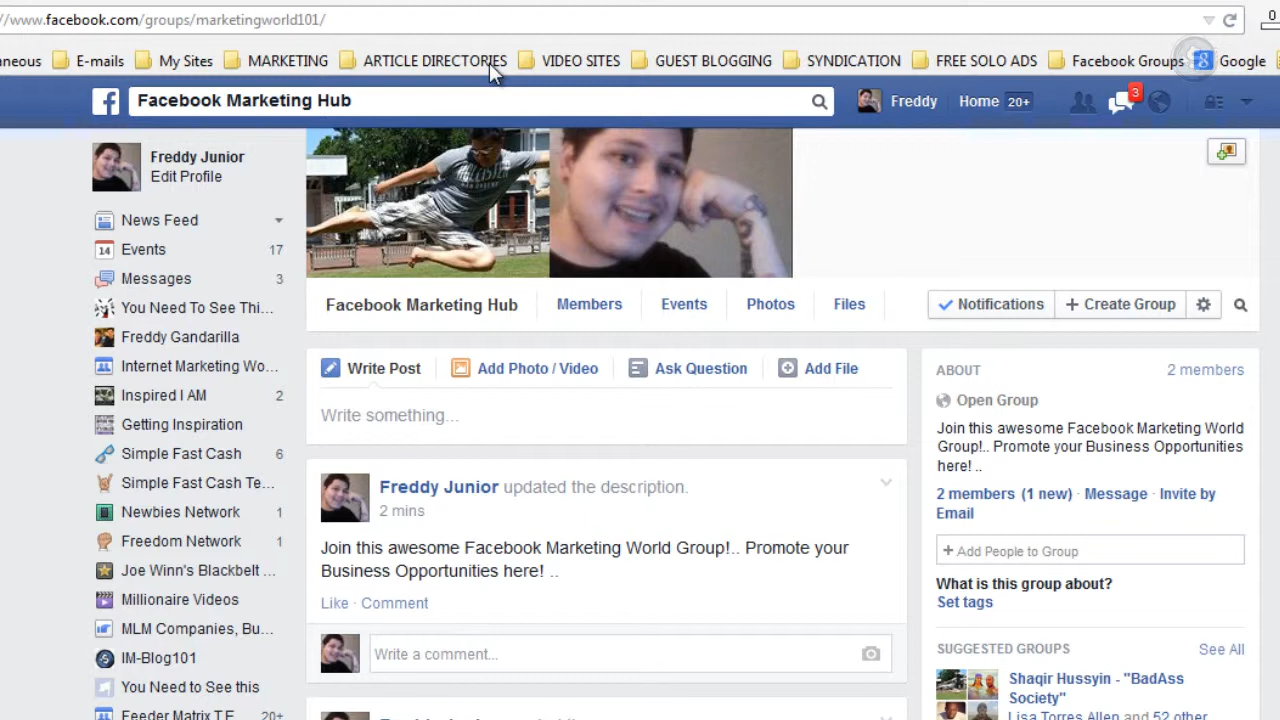 //www.facebook.com/groups/marketingworld101/
0
neous E-mails My Sites MARKETING ARTICLE DIRECTORIES VIDEO SITES GUEST BLOGGING SYNDICATION FREE SOLO ADS Facebook Groups Google
Facebook Marketing Hub
Freddy Home 20+ 3
Freddy Junior
Edit Profile
News Feed
Events 17
Messages 3
You Need To See Thi...
Freddy Gandarilla
Internet Marketing Wo...
Inspired I AM 2
Getting Inspiration
Simple Fast Cash 6
Simple Fast Cash Te...
Newbies Network 1
Freedom Network 1
Joe Winn's Blackbelt ...
Millionaire Videos
MLM Companies, Bu...
IM-Blog101
You Need to See this
Feeder Matrix T.E. 20+
Facebook Marketing Hub Members Events Photos Files Notifications + Create Group
Write Post Add Photo / Video Ask Question Add File
Write something...
Freddy Junior updated the description.
2 mins
Join this awesome Facebook Marketing World Group!.. Promote your
Business Opportunities here! ..
Like · Comment
Write a comment...
ABOUT 2 members
Open Group
Join this awesome Facebook Marketing World
Group!.. Promote your Business Opportunities
here! ..
2 members (1 new) · Message · Invite by
Email
+ Add People to Group
What is this group about?
Set tags
SUGGESTED GROUPS See All
Shaqir Hussyin - "BadAss
Society"
Lisa Torres Allen and 52 other